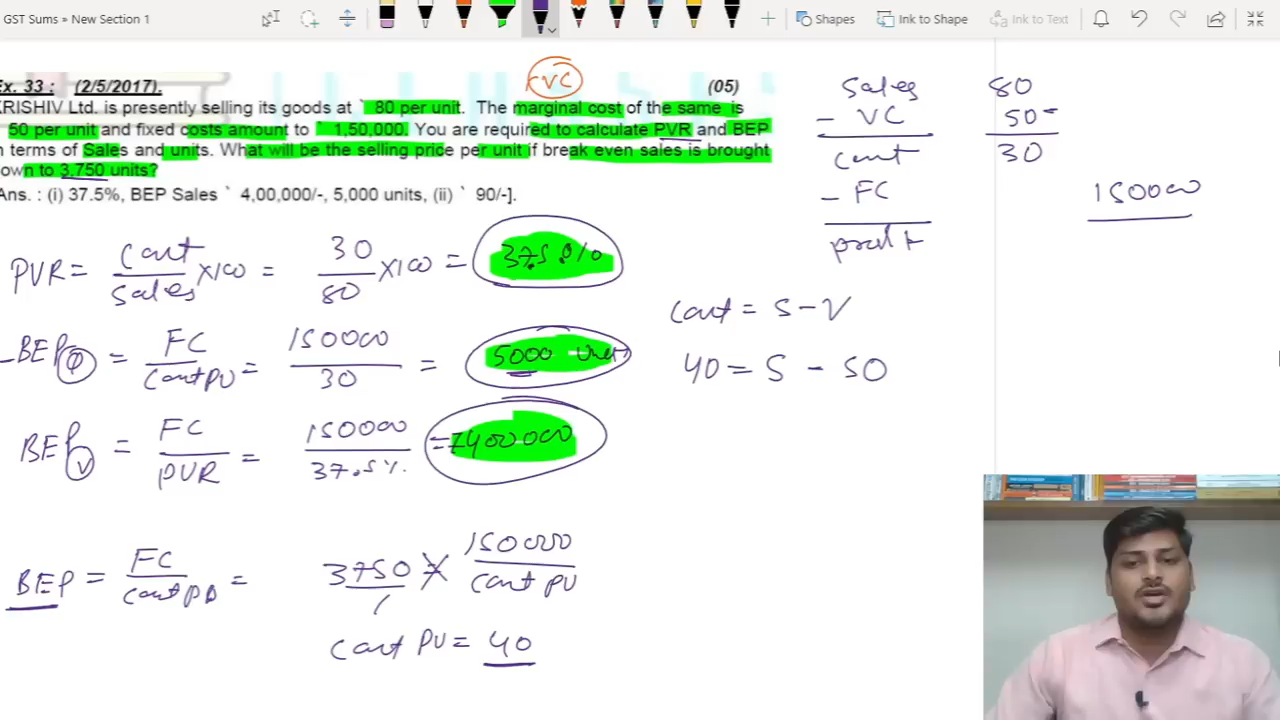 GST Sums » New Section 1
Shapes
Ink to Shape
Ink to Text
Ex. 33 : (2/5/2017). (05)
VC
KRISHIV Ltd. is presently selling its goods at ` 80 per unit. The marginal cost of the same is
50 per unit and fixed costs amount to ` 1,50,000. You are required to calculate PVR and BEP
n terms of Sales and units. What will be the selling price per unit if break even sales is brought
own to 3,750 units?
Ans. : (i) 37.5%, BEP Sales ` 4,00,000/-, 5,000 units, (ii) ` 90/-].
Sales 80
- VC 50
cont 30
- FC 150000
profit
PVR = cont/sales × 100 = 30/80 × 100 = 37.5 %
BEP(Q) = FC/cont PU = 150000/30 = 5000 units
BEP(V) = FC/PVR = 150000/37.5% = ₹400000
BEP = FC/cont PU = 3750/1 × 150000/cont PU
cont PU = 40
cont = S - V
40 = S - 50